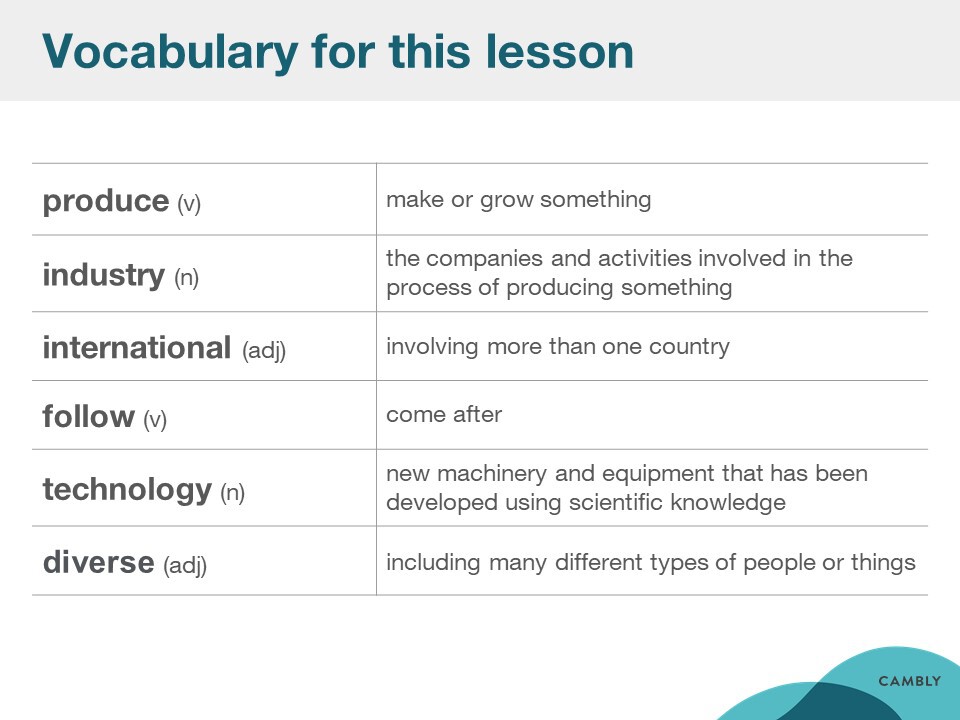 Vocabulary for this lesson
produce (v)
make or grow something
industry (n)
the companies and activities involved in the
process of producing something
international (adj)
involving more than one country
follow (v)
come after
technology (n)
new machinery and equipment that has been
developed using scientific knowledge
diverse (adj)
including many different types of people or things
CAMBLY